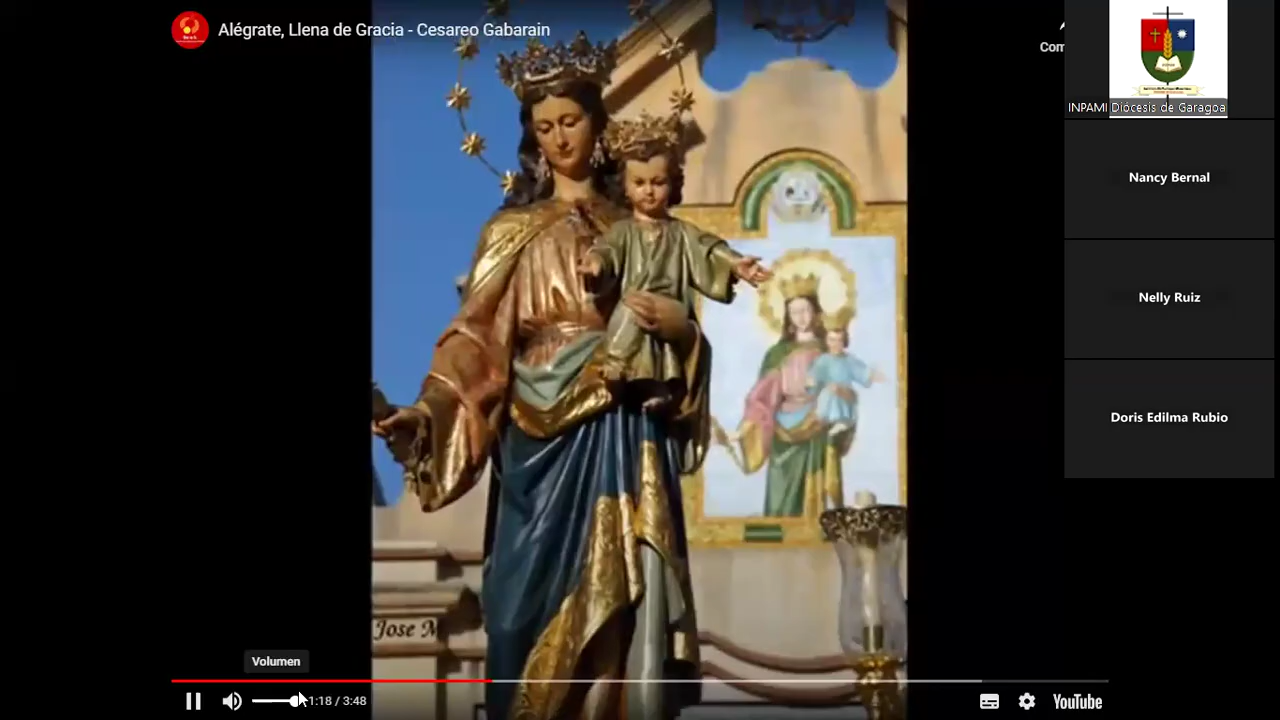 Alégrate, Llena de Gracia - Cesareo Gabarain
Com
INPAMI Diócesis de Garagoa
Nancy Bernal
Nelly Ruiz
Doris Edilma Rubio
Jose M
Volumen
1:18 / 3:48
YouTube